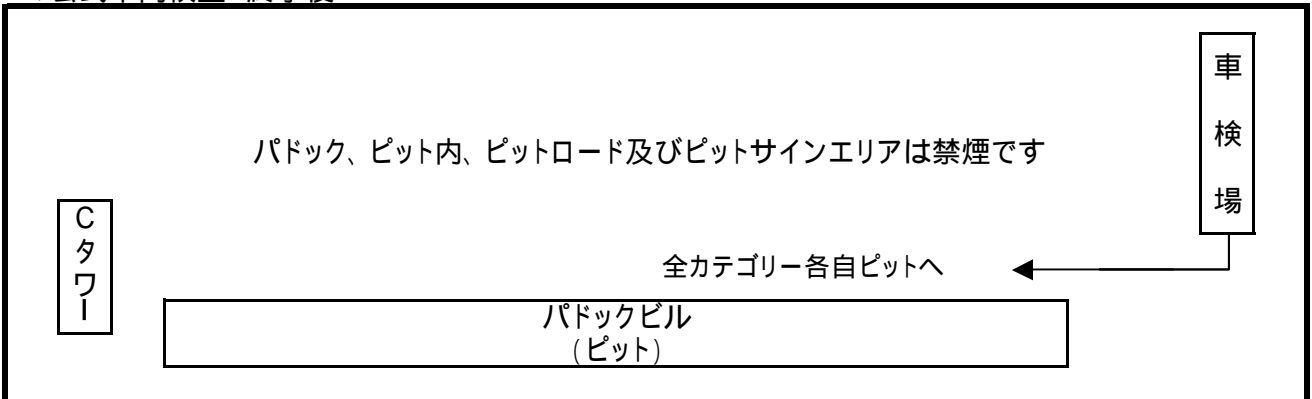 車検場
パドック、ピット内、ピットロード及びピットサインエリアは禁煙です
Cタワー
全カテゴリー各自ピットへ
パドックビル
(ピット)